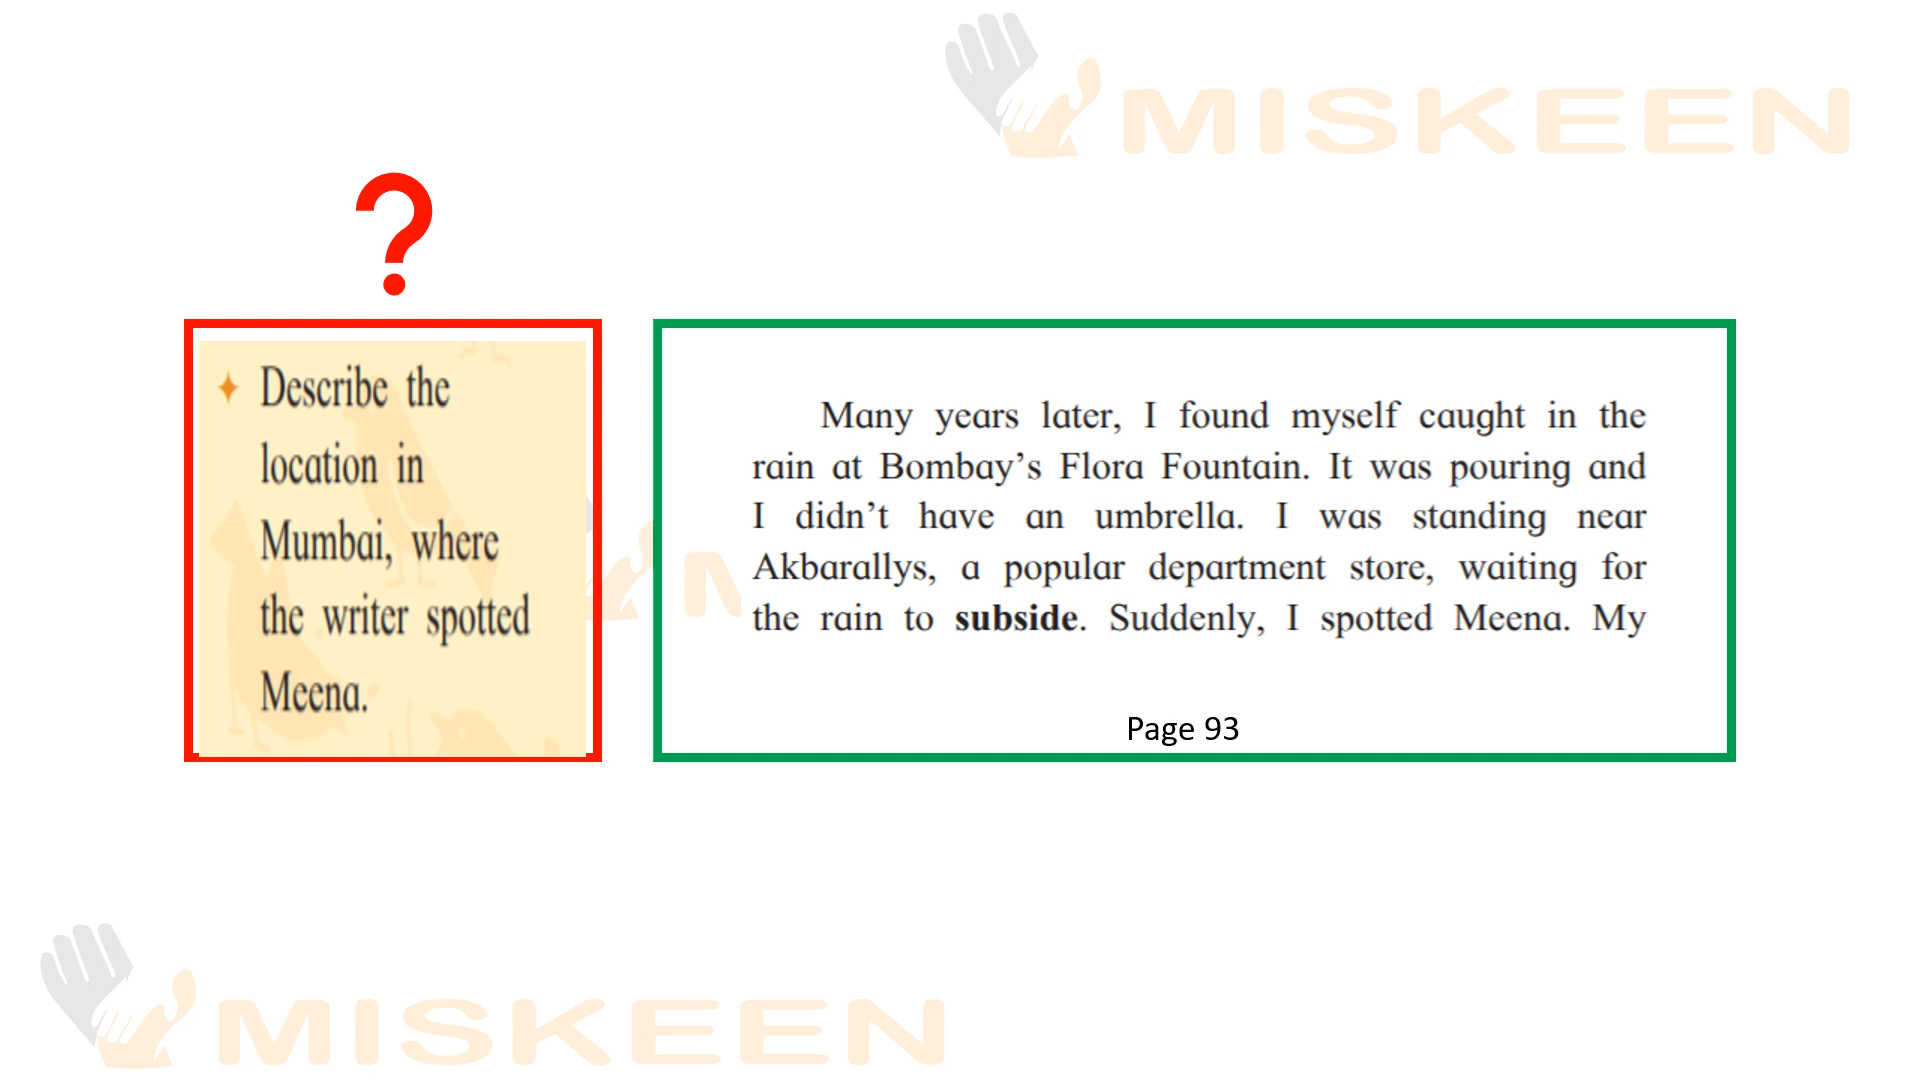 MISKEEN
?
✦ Describe the
location in
Mumbai, where
the writer spotted
Meena.
Many years later, I found myself caught in the
rain at Bombay’s Flora Fountain. It was pouring and
I didn’t have an umbrella. I was standing near
Akbarallys, a popular department store, waiting for
the rain to subside. Suddenly, I spotted Meena. My
Page 93
MISKEEN